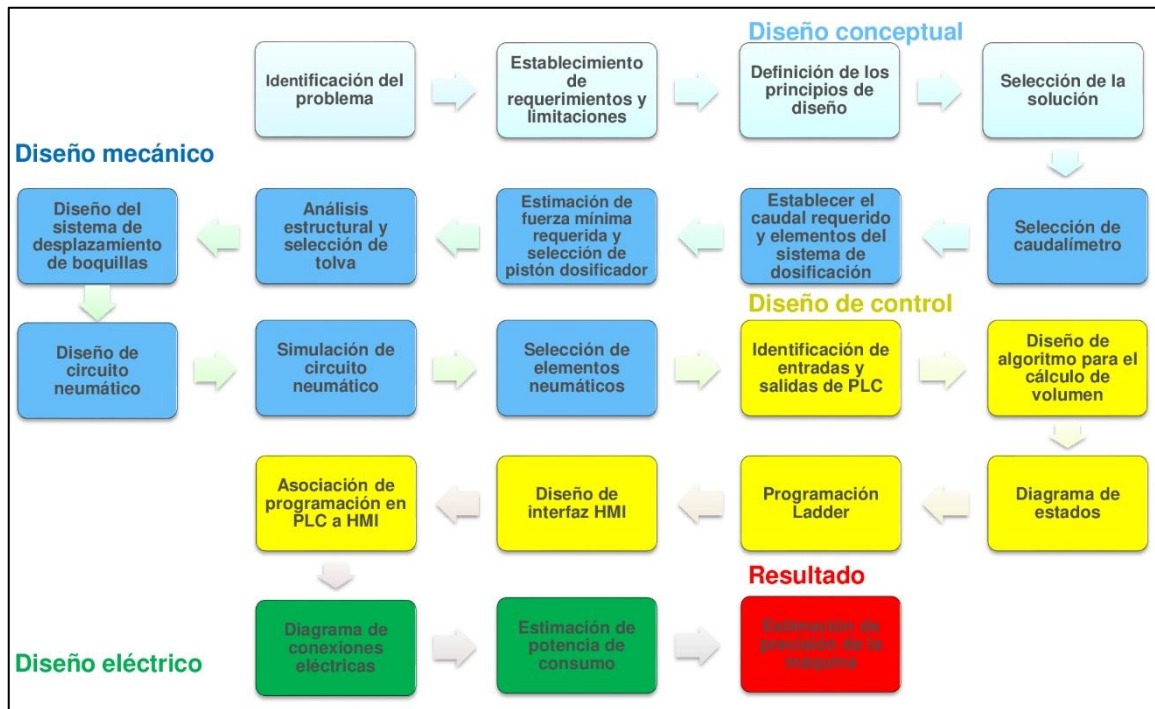 Diseño conceptual
Identificación del
problema
Establecimiento
de
requerimientos y
limitaciones
Definición de los
principios de
diseño
Selección de la
solución
Diseño mecánico
Diseño del
sistema de
desplazamiento
de boquillas
Análisis
estructural y
selección de
tolva
Estimación de
fuerza mínima
requerida y
selección de
pistón dosificador
Establecer el
caudal requerido
y elementos del
sistema de
dosificación
Selección de
caudalímetro
Diseño de control
Diseño de
circuito
neumático
Simulación de
circuito
neumático
Selección de
elementos
neumáticos
Identificación de
entradas y
salidas de PLC
Diseño de
algoritmo para el
cálculo de
volumen
Asociación de
programación en
PLC a HMI
Diseño de
interfaz HMI
Programación
Ladder
Diagrama de
estados
Resultado
Diseño eléctrico
Diagrama de
conexiones
eléctricas
Estimación de
potencia de
consumo
Estimación de
precisión de la
máquina